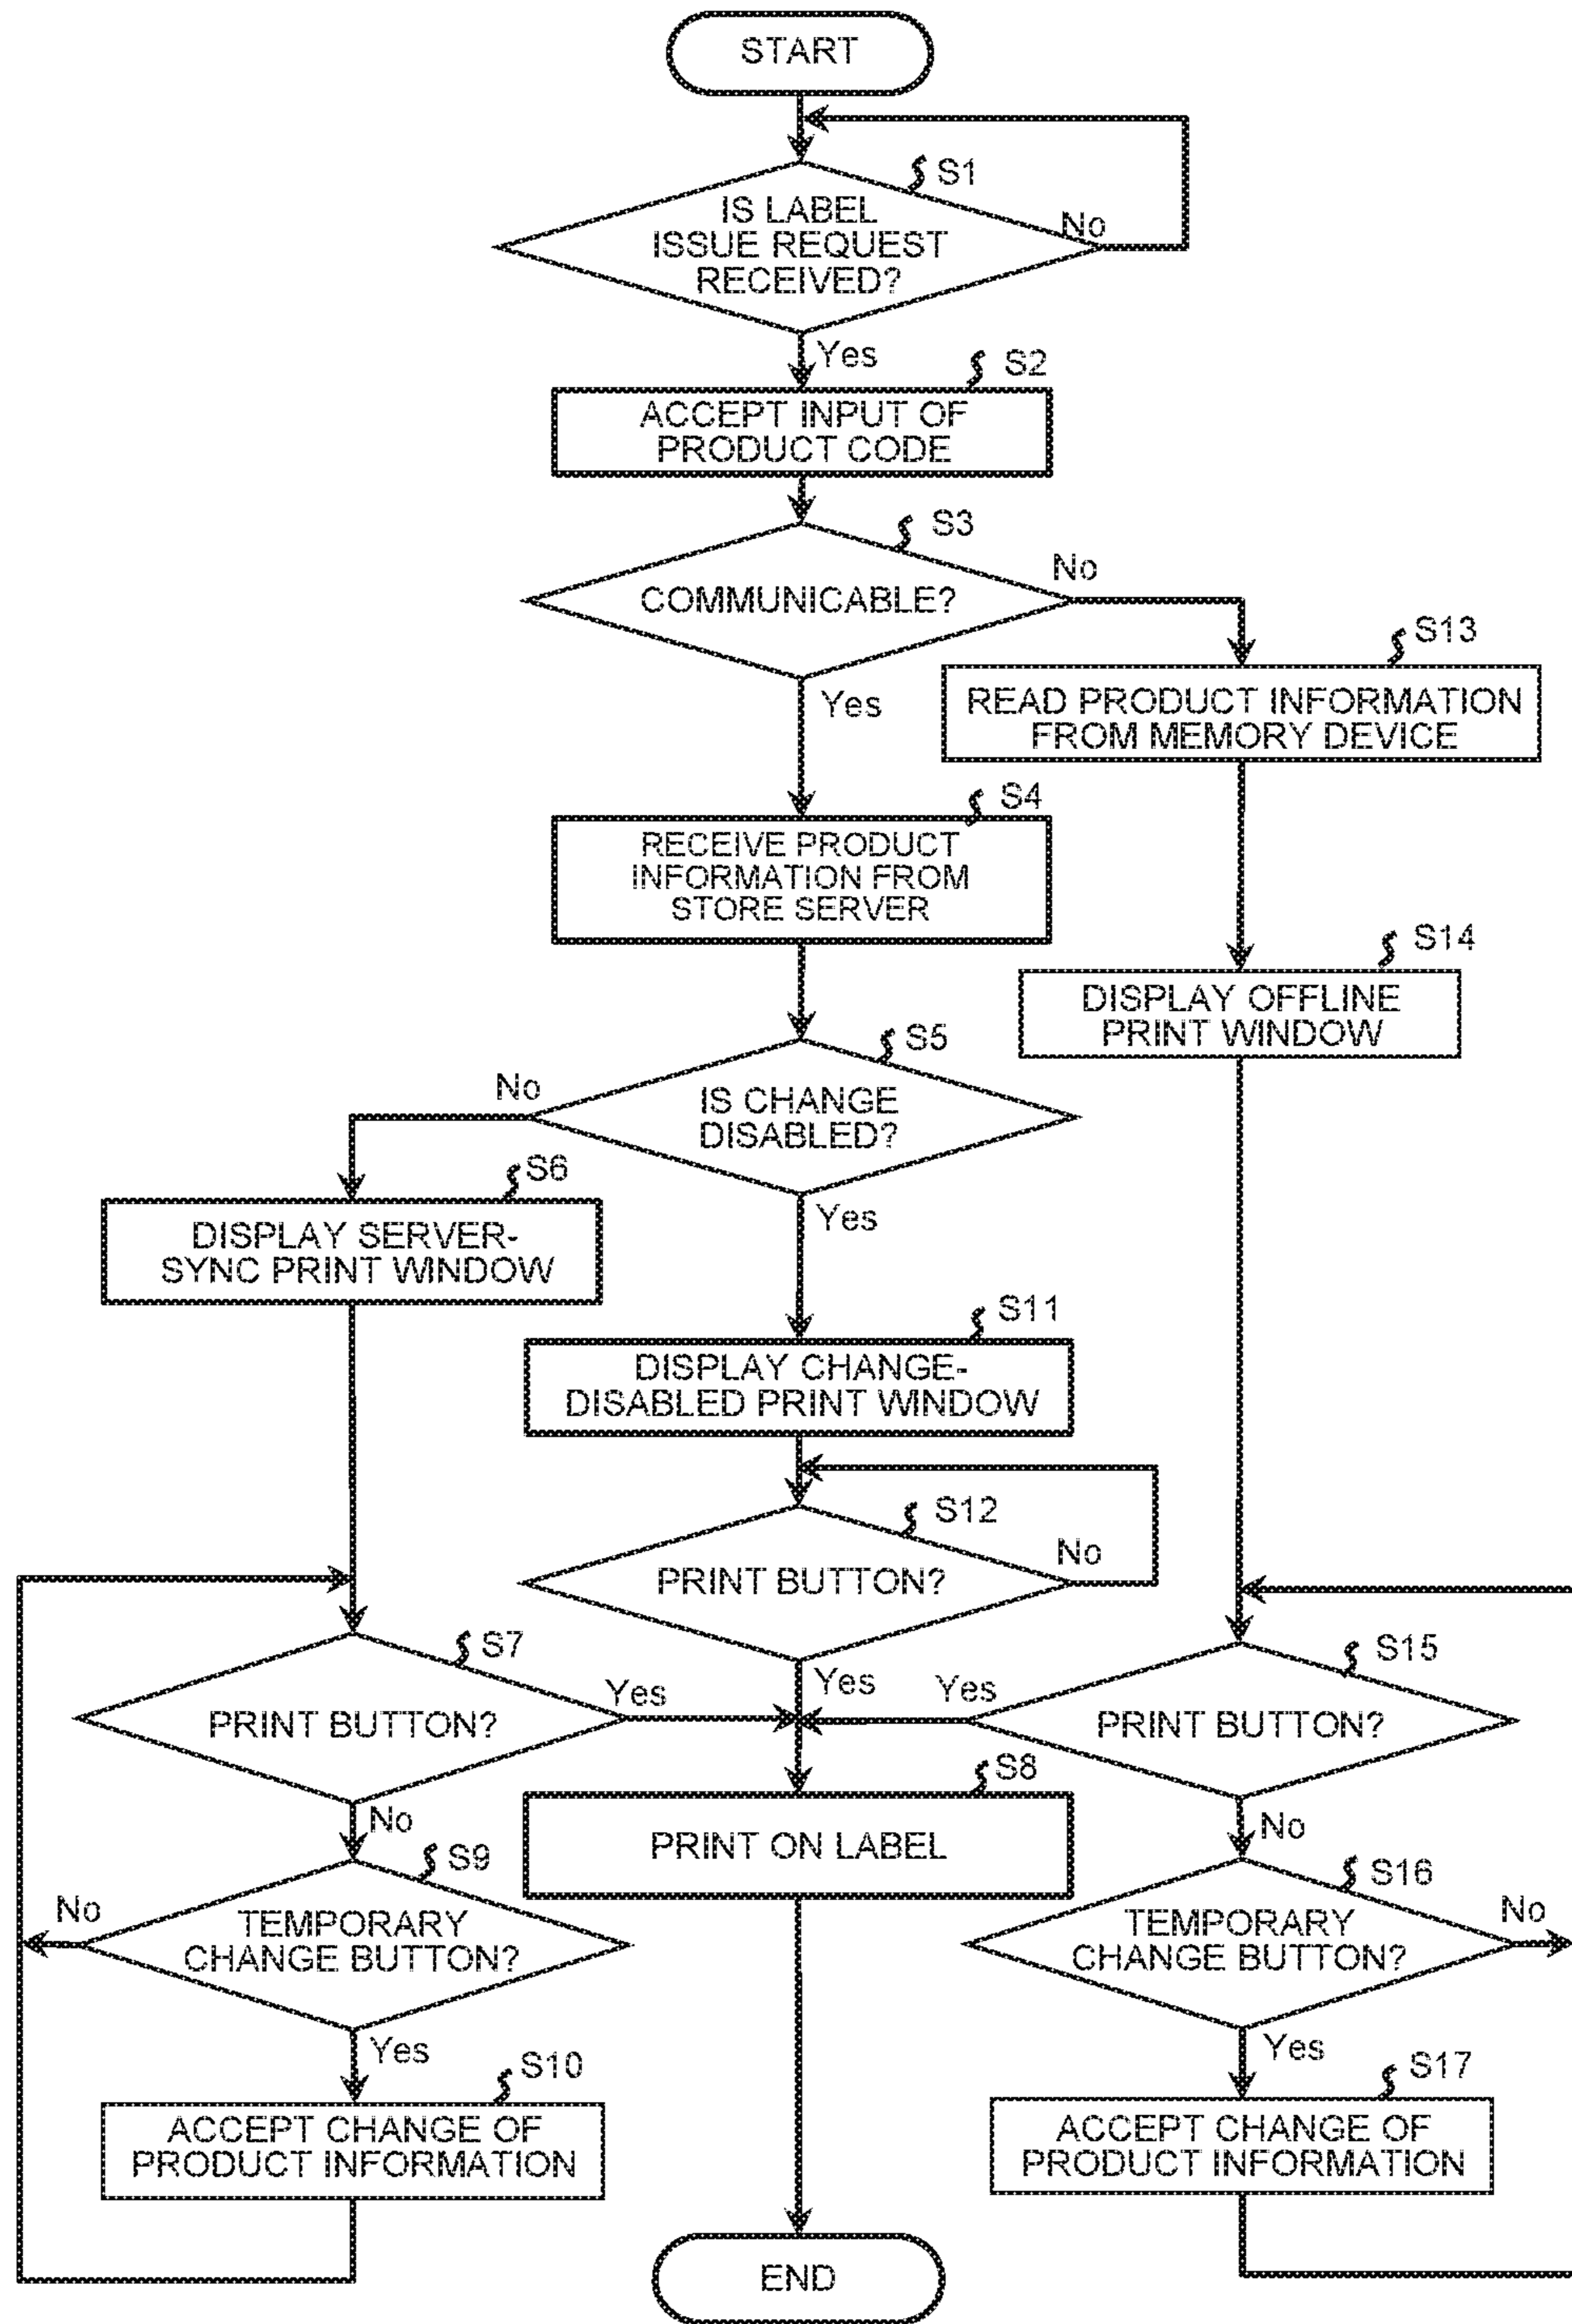 START
S1
IS LABEL
ISSUE REQUEST
RECEIVED?
No
Yes
S2
ACCEPT INPUT OF
PRODUCT CODE
S3
COMMUNICABLE?
No
Yes
S13
READ PRODUCT INFORMATION
FROM MEMORY DEVICE
S4
RECEIVE PRODUCT
INFORMATION FROM
STORE SERVER
S14
DISPLAY OFFLINE
PRINT WINDOW
S5
IS CHANGE
DISABLED?
No
Yes
S6
DISPLAY SERVER-
SYNC PRINT WINDOW
S11
DISPLAY CHANGE-
DISABLED PRINT WINDOW
S12
PRINT BUTTON?
No
Yes
S7
PRINT BUTTON?
Yes
No
S15
PRINT BUTTON?
Yes
No
S8
PRINT ON LABEL
S9
TEMPORARY
CHANGE BUTTON?
No
Yes
S16
TEMPORARY
CHANGE BUTTON?
No
Yes
S10
ACCEPT CHANGE OF
PRODUCT INFORMATION
S17
ACCEPT CHANGE OF
PRODUCT INFORMATION
END